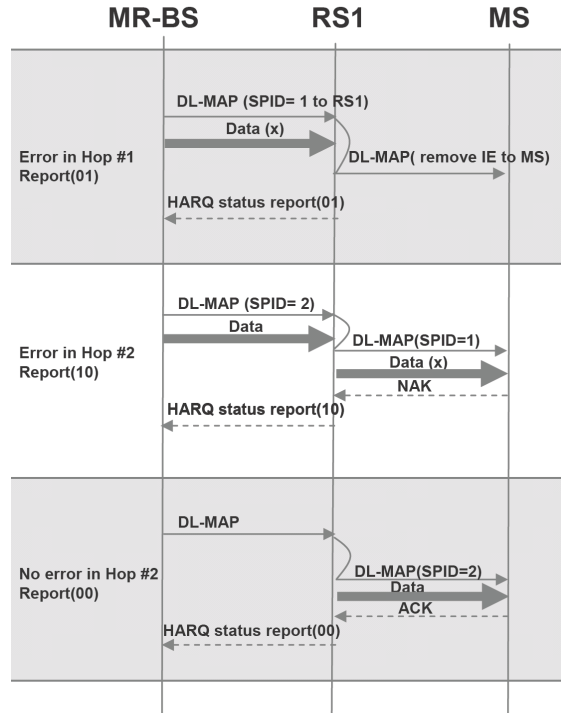 MR-BS RS1 MS
DL-MAP (SPID= 1 to RS1)
Data (x)
Error in Hop #1
Report(01)
DL-MAP( remove IE to MS)
HARQ status report(01)
DL-MAP (SPID= 2)
Data
Error in Hop #2
Report(10)
DL-MAP(SPID=1)
Data (x)
NAK
HARQ status report(10)
DL-MAP
No error in Hop #2
Report(00)
DL-MAP(SPID=2)
Data
ACK
HARQ status report(00)